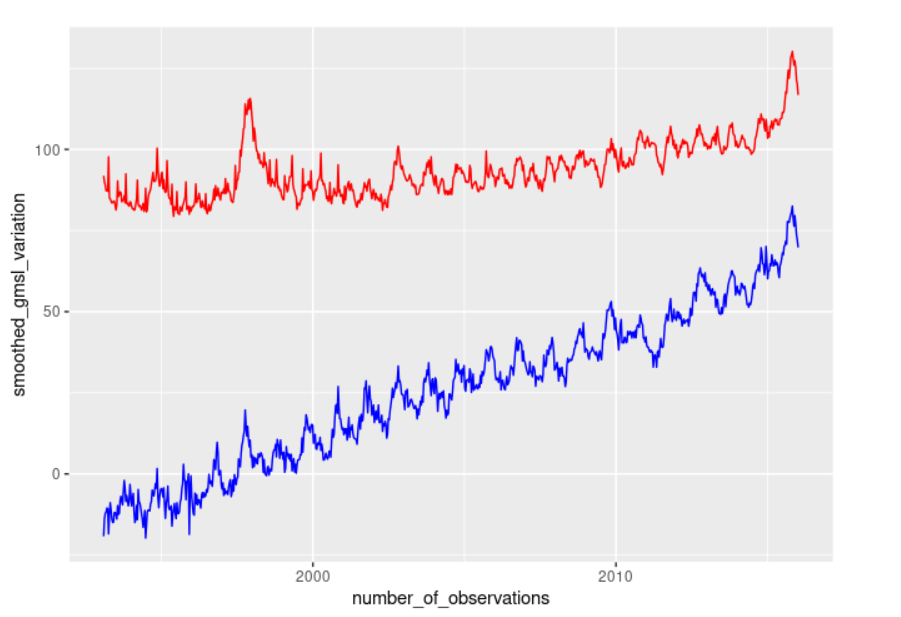 smoothed_gmsl_variation
100
50
0
2000 2010
number_of_observations